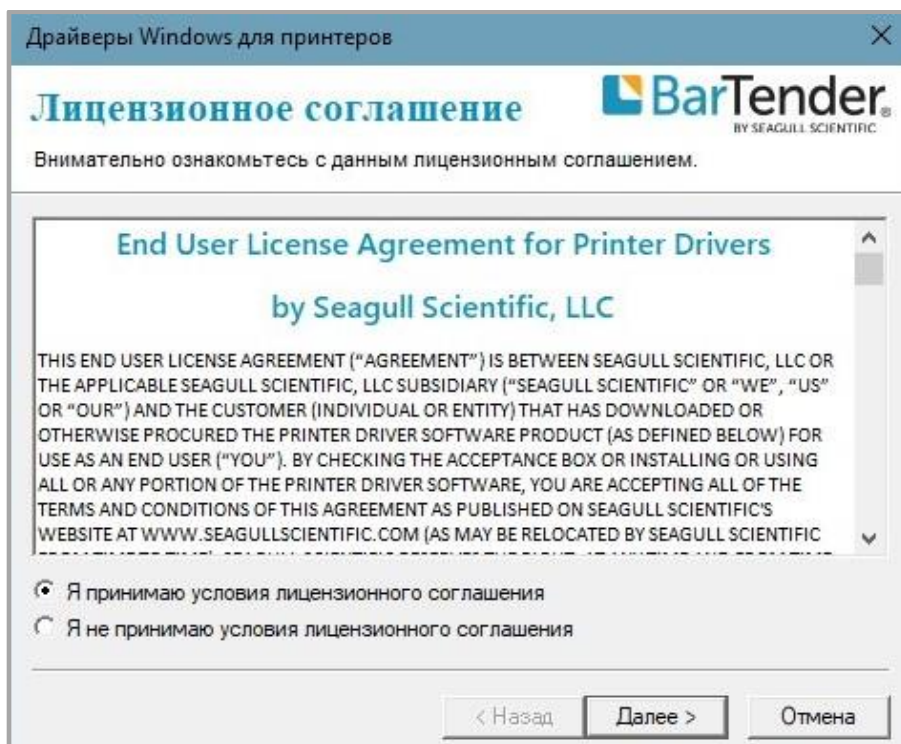 Драйверы Windows для принтеров
Лицензионное соглашение
BarTender®
BY SEAGULL SCIENTIFIC
Внимательно ознакомьтесь с данным лицензионным соглашением.
End User License Agreement for Printer Drivers
by Seagull Scientific, LLC
THIS END USER LICENSE AGREEMENT (“AGREEMENT”) IS BETWEEN SEAGULL SCIENTIFIC, LLC OR
THE APPLICABLE SEAGULL SCIENTIFIC, LLC SUBSIDIARY (“SEAGULL SCIENTIFIC” OR “WE”, “US”
OR “OUR”) AND THE CUSTOMER (INDIVIDUAL OR ENTITY) THAT HAS DOWNLOADED OR
OTHERWISE PROCURED THE PRINTER DRIVER SOFTWARE PRODUCT (AS DEFINED BELOW) FOR
USE AS AN END USER (“YOU”). BY CHECKING THE ACCEPTANCE BOX OR INSTALLING OR USING
ALL OR ANY PORTION OF THE PRINTER DRIVER SOFTWARE, YOU ARE ACCEPTING ALL OF THE
TERMS AND CONDITIONS OF THIS AGREEMENT AS PUBLISHED ON SEAGULL SCIENTIFIC'S
WEBSITE AT WWW.SEAGULLSCIENTIFIC.COM (AS MAY BE RELOCATED BY SEAGULL SCIENTIFIC
Я принимаю условия лицензионного соглашения
Я не принимаю условия лицензионного соглашения
< Назад
Далее >
Отмена